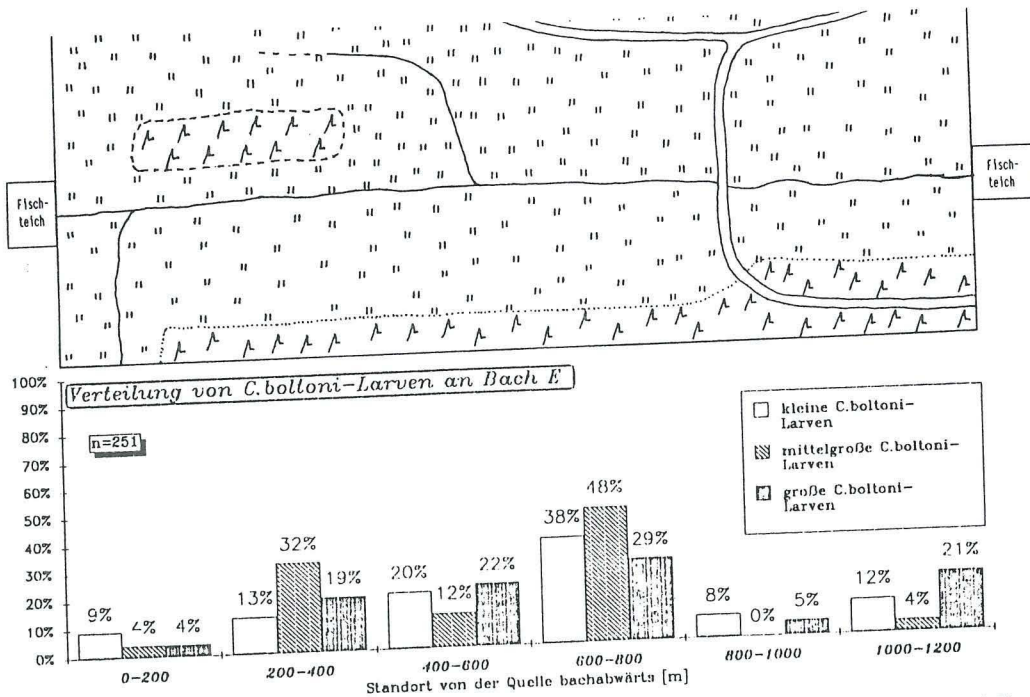 Fisch-
teich
Fisch-
teich
Verteilung von C.boltoni-Larven an Bach E
n=251
100%
90%
80%
70%
60%
50%
40%
30%
20%
10%
0%
kleine C.boltoni-
Larven
mittelgroße C.boltoni-
Larven
große C.boltoni-
Larven
9%
4%
4%
13%
32%
19%
20%
12%
22%
38%
48%
29%
8%
0%
5%
12%
4%
21%
0-200
200-400
400-600
600-800
800-1000
1000-1200
Standort von der Quelle bachabwärts [m]